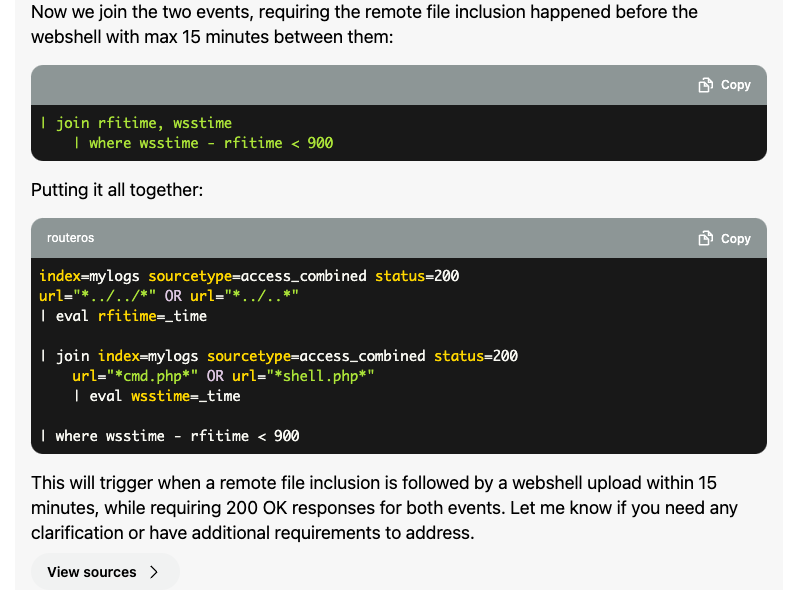 Now we join the two events, requiring the remote file inclusion happened before the
webshell with max 15 minutes between them:
Copy
| join rfitime, wsstime
| where wsstime - rfitime < 900
Putting it all together:
routeros
Copy
index=mylogs sourcetype=access_combined status=200
url="*../../*" OR url="*../..*"
| eval rfitime=_time
| join index=mylogs sourcetype=access_combined status=200
url="*cmd.php*" OR url="*shell.php*"
| eval wsstime=_time
| where wsstime - rfitime < 900
This will trigger when a remote file inclusion is followed by a webshell upload within 15
minutes, while requiring 200 OK responses for both events. Let me know if you need any
clarification or have additional requirements to address.
View sources